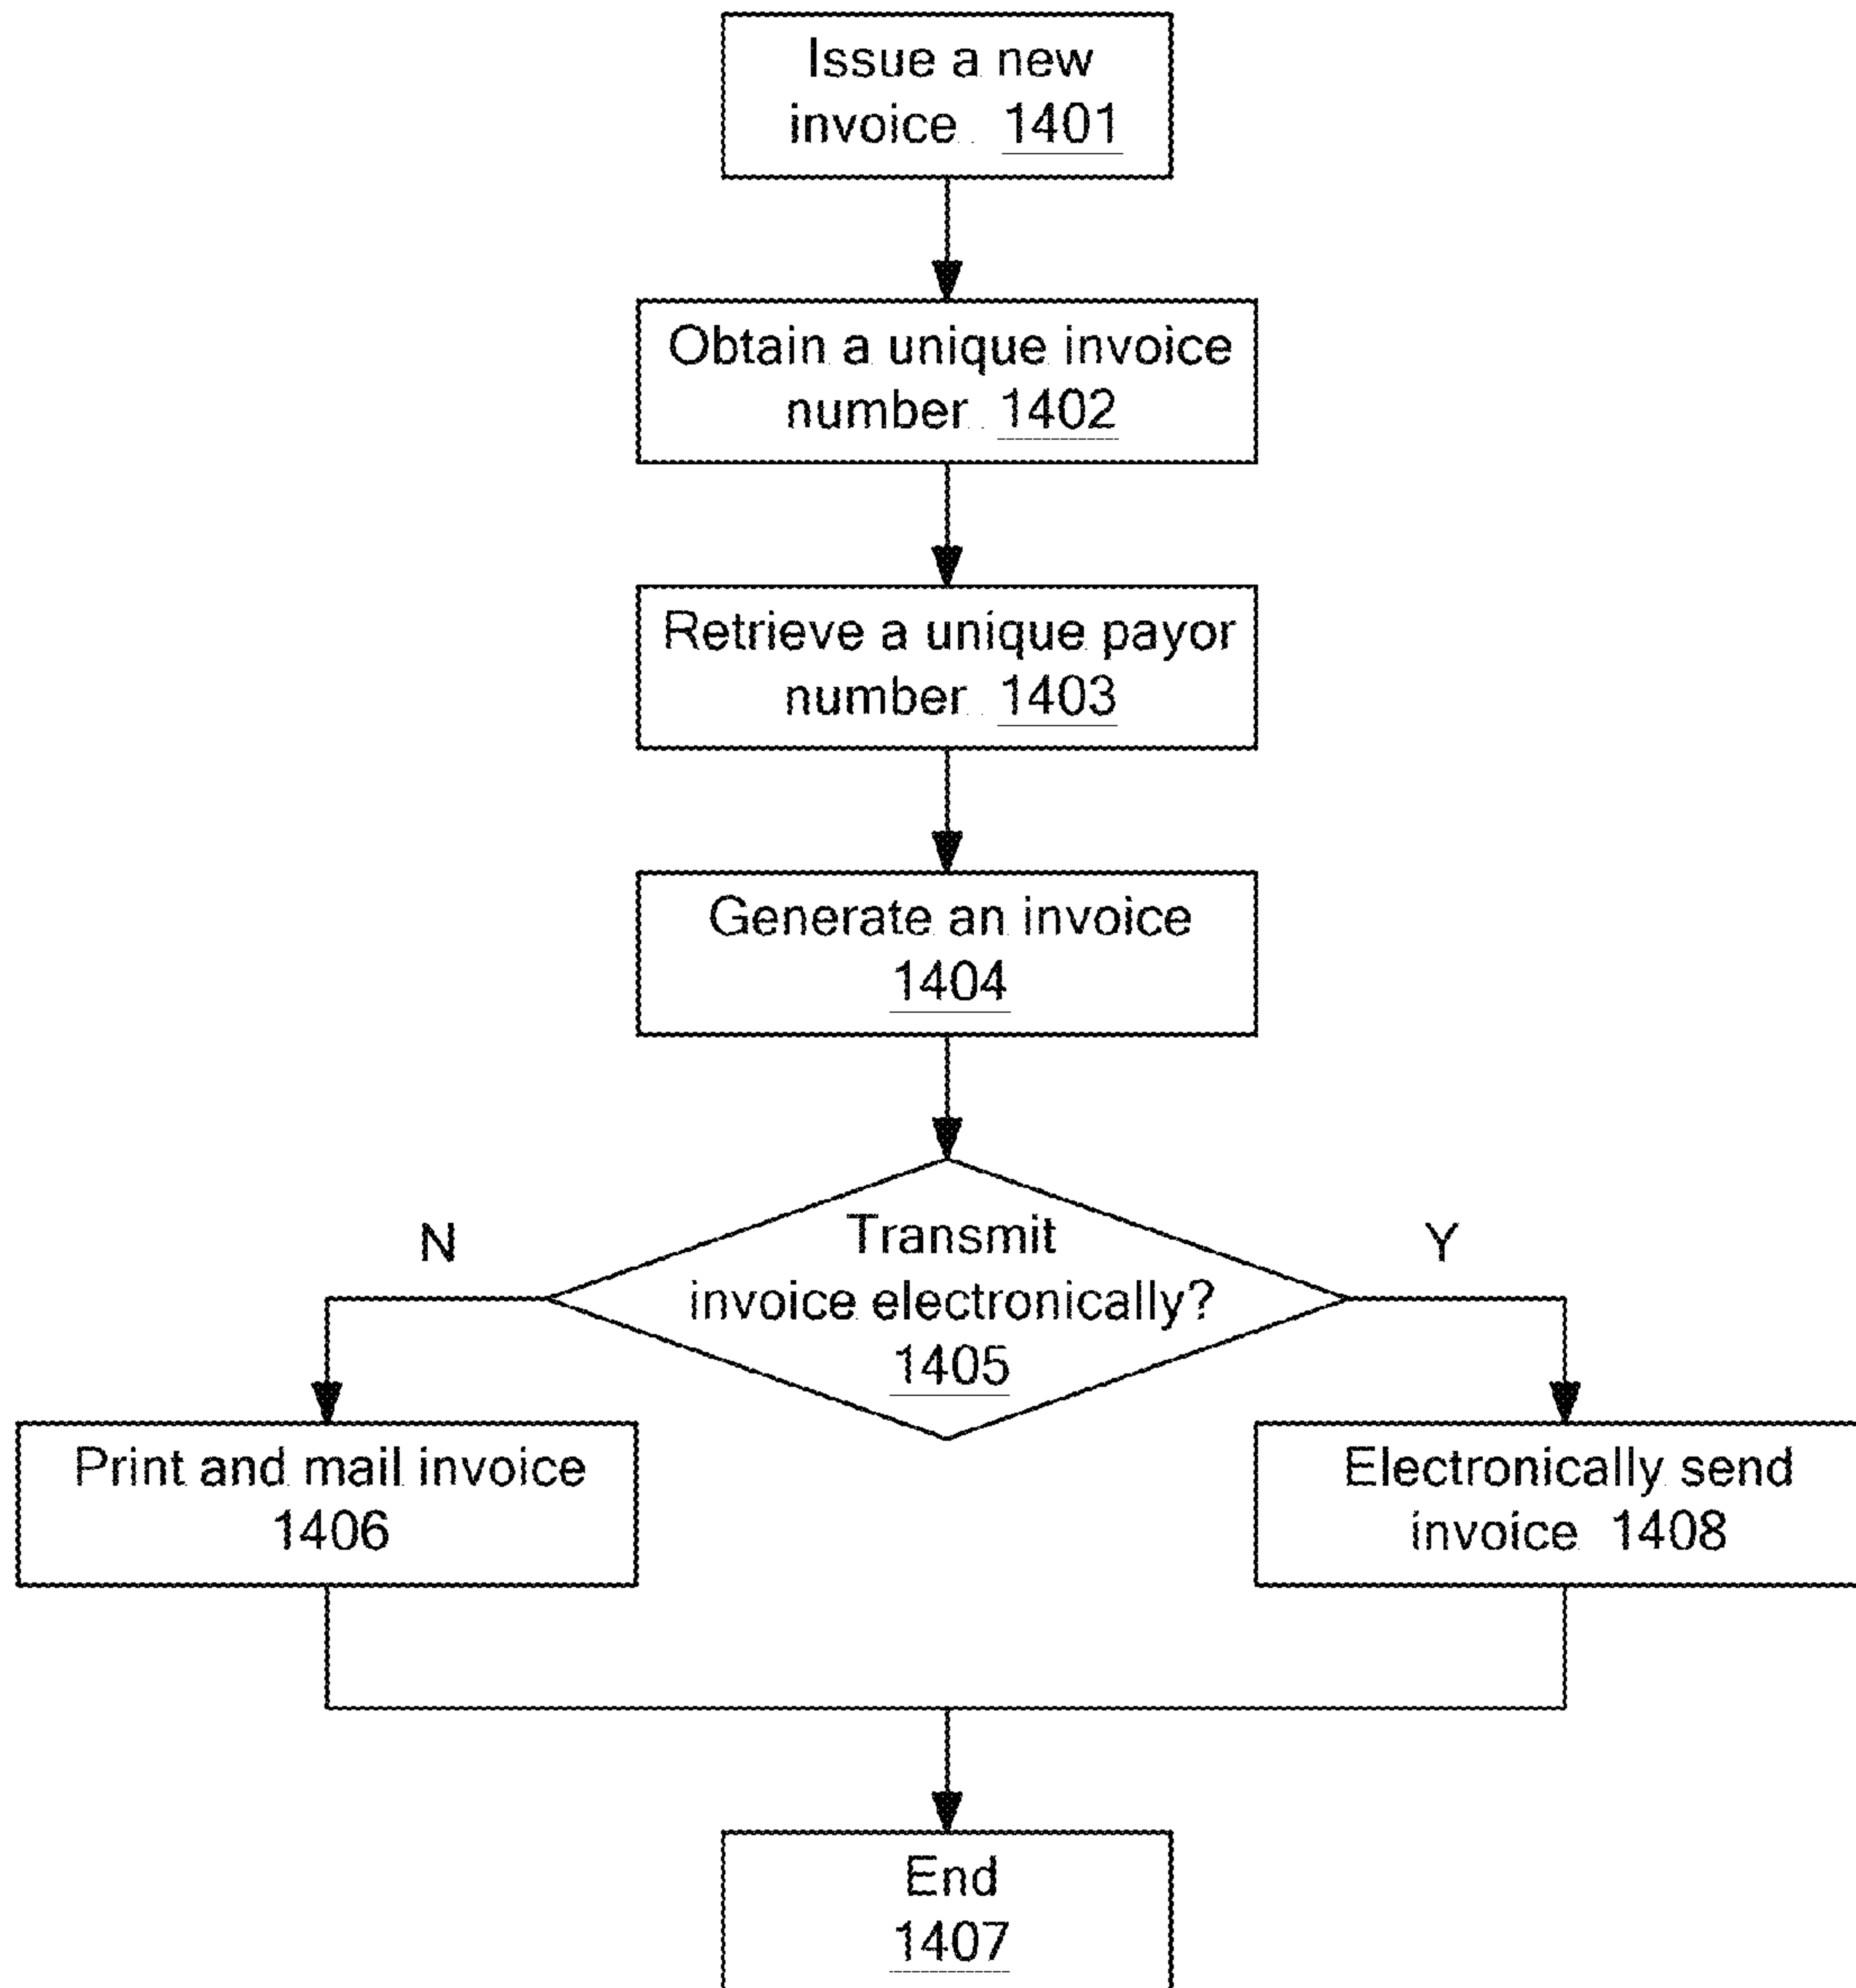 Issue a new
invoice 1401
Obtain a unique invoice
number 1402
Retrieve a unique payor
number 1403
Generate an invoice
1404
Transmit
invoice electronically?
1405
N
Y
Print and mail invoice
1406
Electronically send
invoice 1408
End
1407